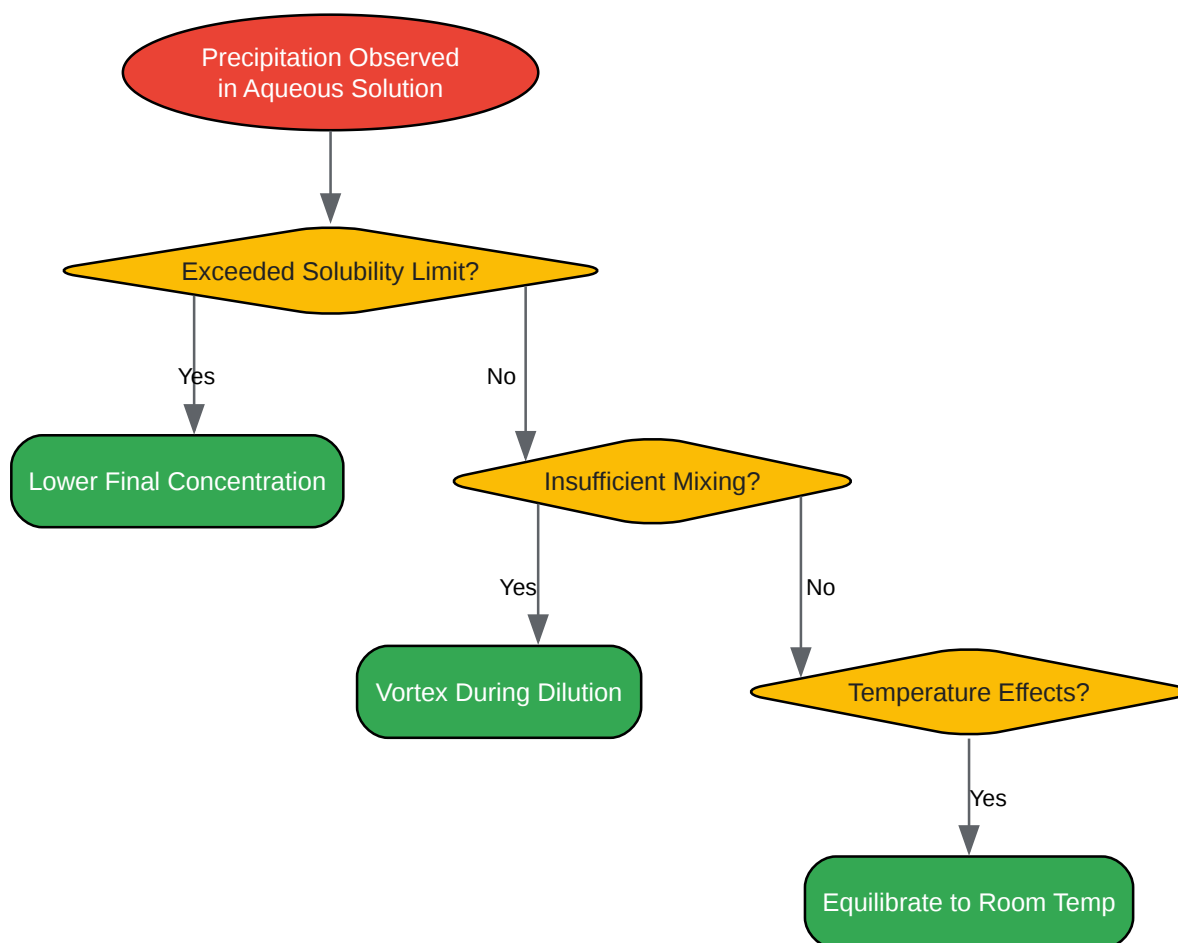 Precipitation Observed
in Aqueous Solution
Exceeded Solubility Limit?
Yes
No
Lower Final Concentration
Insufficient Mixing?
Yes
No
Vortex During Dilution
Temperature Effects?
Yes
Equilibrate to Room Temp